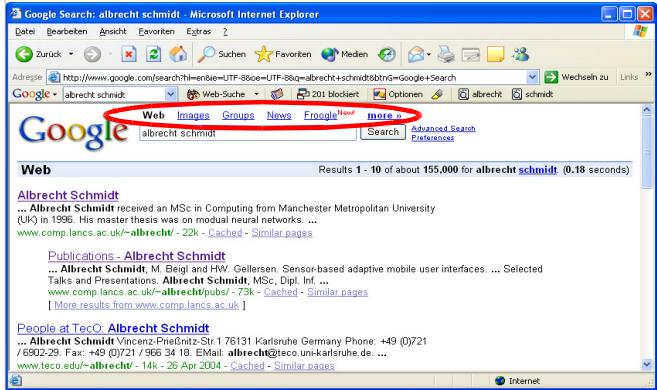 Google Search: albrecht schmidt - Microsoft Internet Explorer
Datei Bearbeiten Ansicht Favoriten Extras ?
Zurück Suchen Favoriten Medien
Adresse http://www.google.com/search?hl=en&ie=UTF-8&oe=UTF-8&q=albrecht+schmidt&btnG=Google+Search Wechseln zu Links »
Google albrecht schmidt Web-Suche 201 blockiert Optionen albrecht schmidt
Web Images Groups News Froogle New! more »
Google albrecht schmidt Search Advanced Search
Preferences
Web Results 1 - 10 of about 155,000 for albrecht schmidt. (0.18 seconds)
Albrecht Schmidt
... Albrecht Schmidt received an MSc in Computing from Manchester Metropolitan University
(UK) in 1996. His master thesis was on modual neural networks. ...
www.comp.lancs.ac.uk/~albrecht/ - 22k - Cached - Similar pages
Publications - Albrecht Schmidt
... Albrecht Schmidt, M. Beigl and HW. Gellersen. Sensor-based adaptive mobile user interfaces. ... Selected
Talks and Presentations. Albrecht Schmidt, MSc, Dipl. Inf. ...
www.comp.lancs.ac.uk/~albrecht/pubs/ - 73k - Cached - Similar pages
[ More results from www.comp.lancs.ac.uk ]
People at TecO: Albrecht Schmidt
... Albrecht Schmidt Vincenz-Prießnitz-Str.1 76131 Karlsruhe Germany Phone: +49 (0)721
/ 6902-29. Fax: +49 (0)721 / 966 34 18. EMail: albrecht@teco.uni-karlsruhe.de. ...
www.teco.edu/~albrecht/ - 14k - 26 Apr 2004 - Cached - Similar pages
Internet